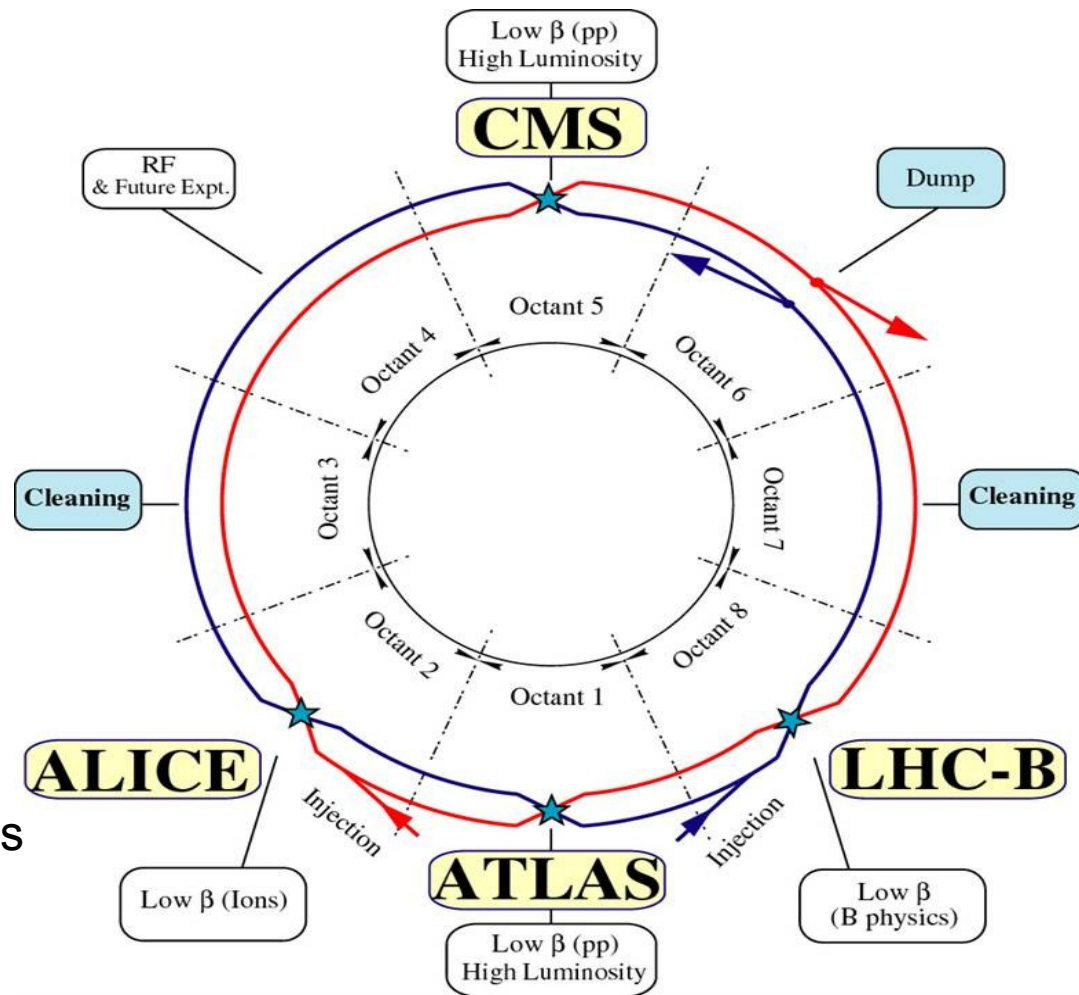 Low β (pp)
High Luminosity
CMS
RF
& Future Expt.
Dump
Octant 5
Octant 4
Octant 6
Cleaning
Octant 3
Octant 7
Cleaning
Octant 2
Octant 8
Octant 1
ALICE
LHC-B
Injection
Injection
s
ATLAS
Low β (Ions)
Low β
(B physics)
Low β (pp)
High Luminosity